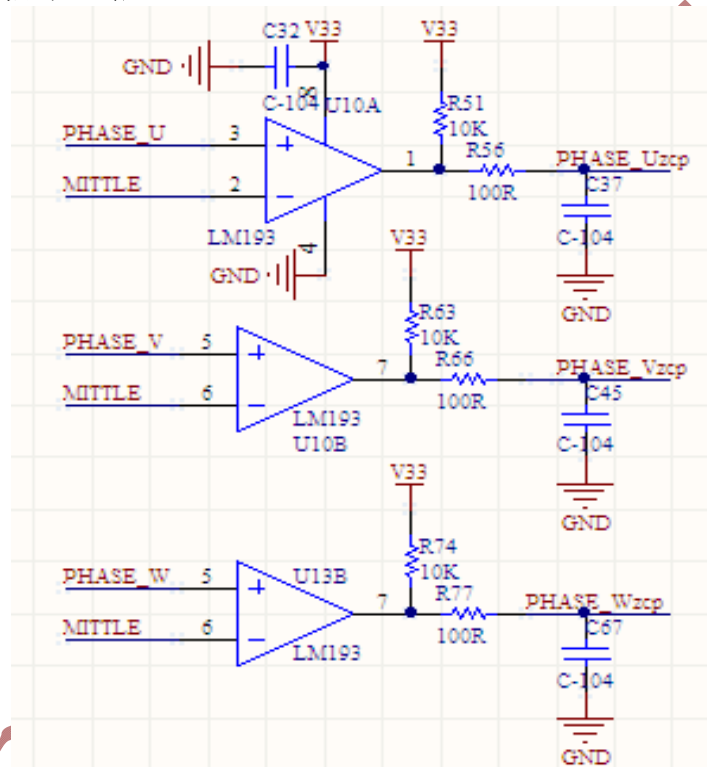 C32 V33 V33
GND
C-104 8 U10A
R51
10K
PHASE_U 3
MITTLE 2
1
R56
100R
PHASE_Uzcp
C37
C-104
GND
LM193
4
GND
V33
R63
10K
PHASE_V 5
MITTLE 6
7
R66
100R
PHASE_Vzcp
C45
C-104
GND
LM193
U10B
V33
R74
10K
PHASE_W 5
MITTLE 6
U13B
7
R77
100R
PHASE_Wzcp
C67
C-104
GND
LM193